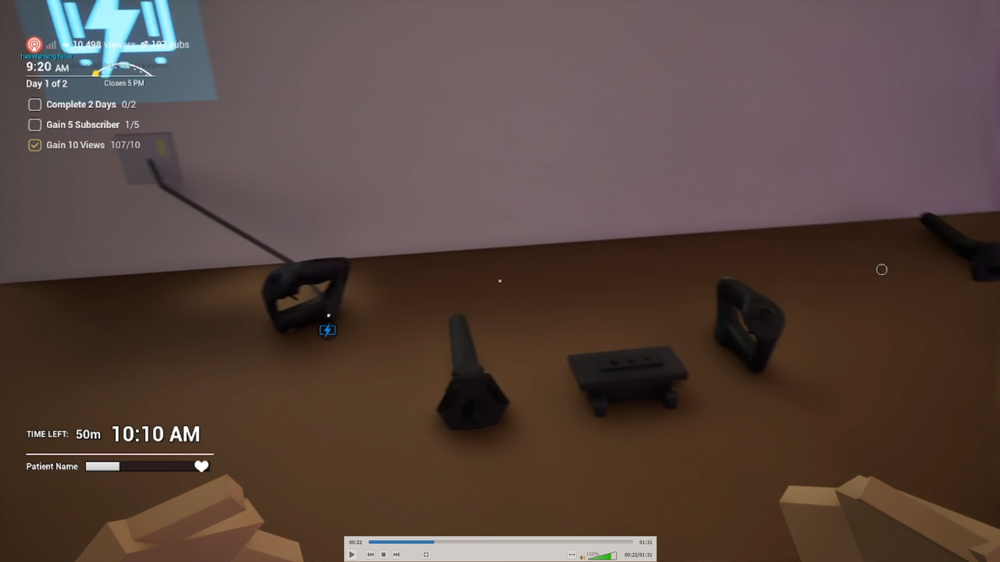 10,498 viewers 107 subs
hasWarning false
9:20 AM
Day 1 of 2
Closes 5 PM
Complete 2 Days 0/2
Gain 5 Subscriber 1/5
Gain 10 Views 107/10
TIME LEFT: 50m 10:10 AM
Patient Name
00:22
01:31
100%
00:22/01:31